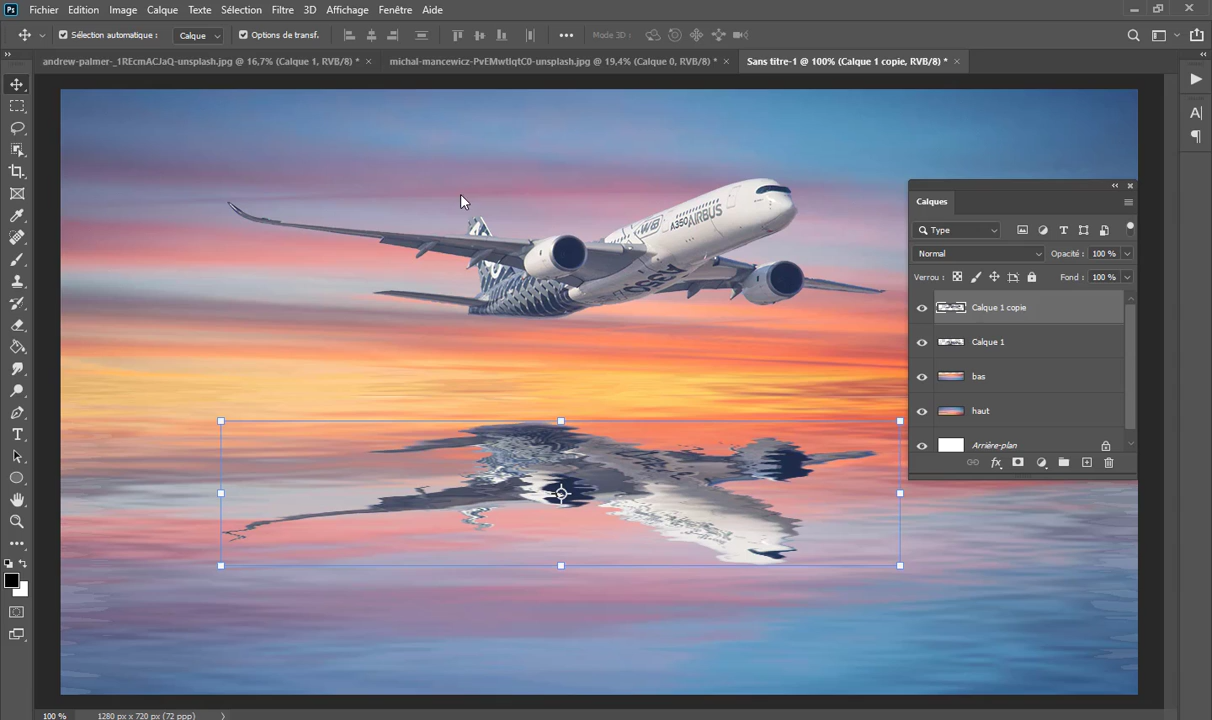 Ps Fichier Edition Image Calque Texte Sélection Filtre 3D Affichage Fenêtre Aide
Sélection automatique : Calque Options de transf. Mode 3D :
andrew-palmer-_1REcmACJaQ-unsplash.jpg @ 16,7% (Calque 1, RVB/8) * michal-mancewicz-PvEMwtIqtC0-unsplash.jpg @ 19,4% (Calque 0, RVB/8) * Sans titre-1 @ 100% (Calque 1 copie, RVB/8) *
A350 AIRBUS
Calques
Type
Normal Opacité : 100 %
Verrou : Fond : 100 %
Calque 1 copie
Calque 1
bas
haut
Arrière-plan
fx
100 % 1280 px x 720 px (72 ppp)